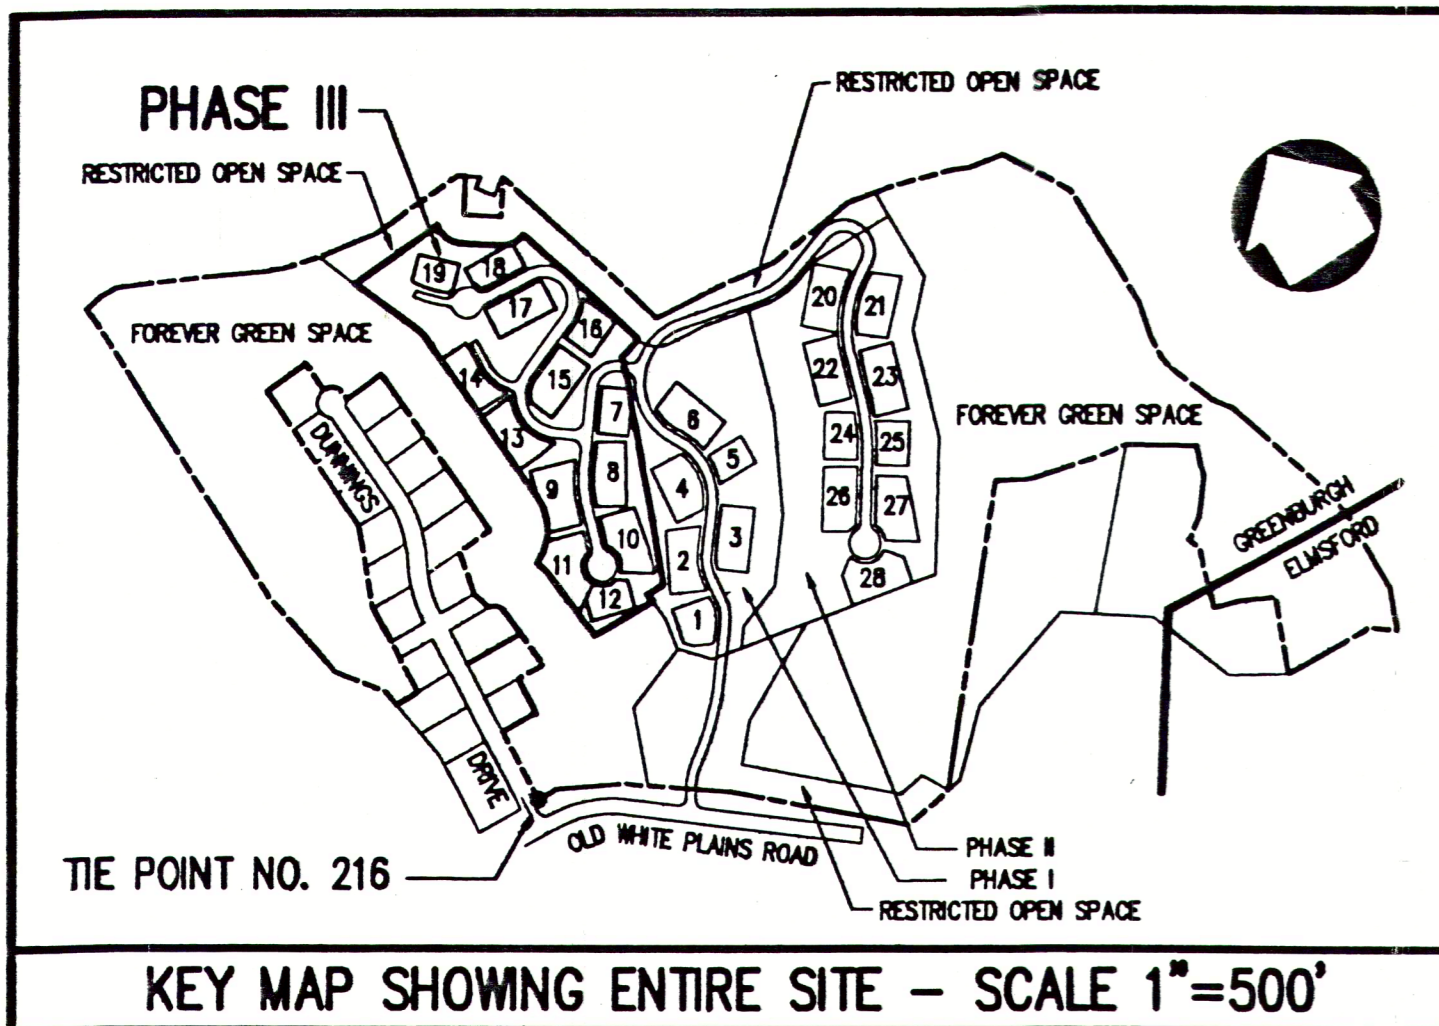 RESTRICTED OPEN SPACE
PHASE III
RESTRICTED OPEN SPACE
19
18
17
20
21
FOREVER GREEN SPACE
16
14
15
22
23
6
7
FOREVER GREEN SPACE
13
DUNNINGS
24
25
5
8
9
4
26
27
GREENBURGH
3
10
ELMSFORD
11
2
28
12
1
DRIVE
OLD WHITE PLAINS ROAD
PHASE II
TIE POINT NO. 216
PHASE I
RESTRICTED OPEN SPACE
KEY MAP SHOWING ENTIRE SITE – SCALE 1"=500'